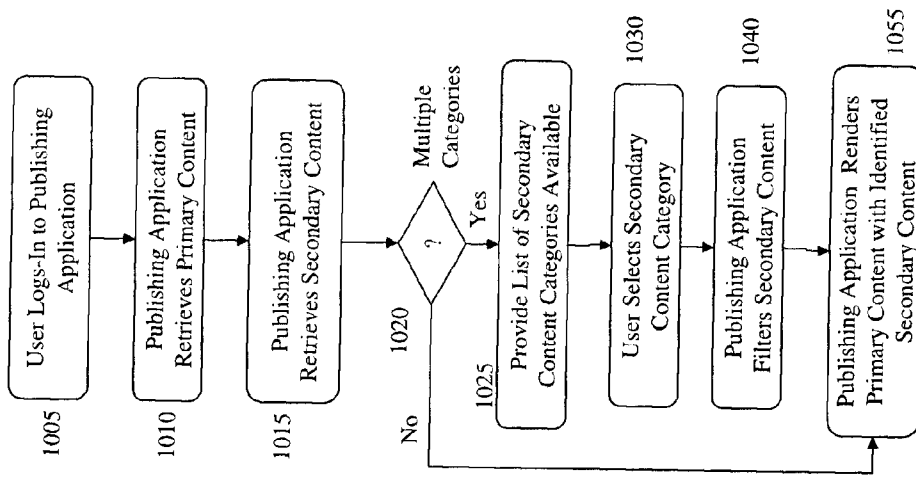 1005
User Logs-In to Publishing
Application
1010
Publishing Application
Retrieves Primary Content
1015
Publishing Application
Retrieves Secondary Content
1020
?
Multiple
Categories
No
Yes
1025
Provide List of Secondary
Content Categories Available
User Selects Secondary
Content Category
1030
Publishing Application
Filters Secondary Content
1040
Publishing Application Renders
Primary Content with Identified
Secondary Content
1055